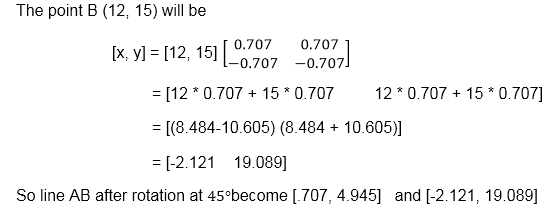 The point B (12, 15) will be
[x, y] = [12, 15] [ 0.707 0.707
−0.707 −0.707 ]
= [12 * 0.707 + 15 * 0.707 12 * 0.707 + 15 * 0.707]
= [(8.484-10.605) (8.484 + 10.605)]
= [-2.121 19.089]
So line AB after rotation at 45°become [.707, 4.945] and [-2.121, 19.089]